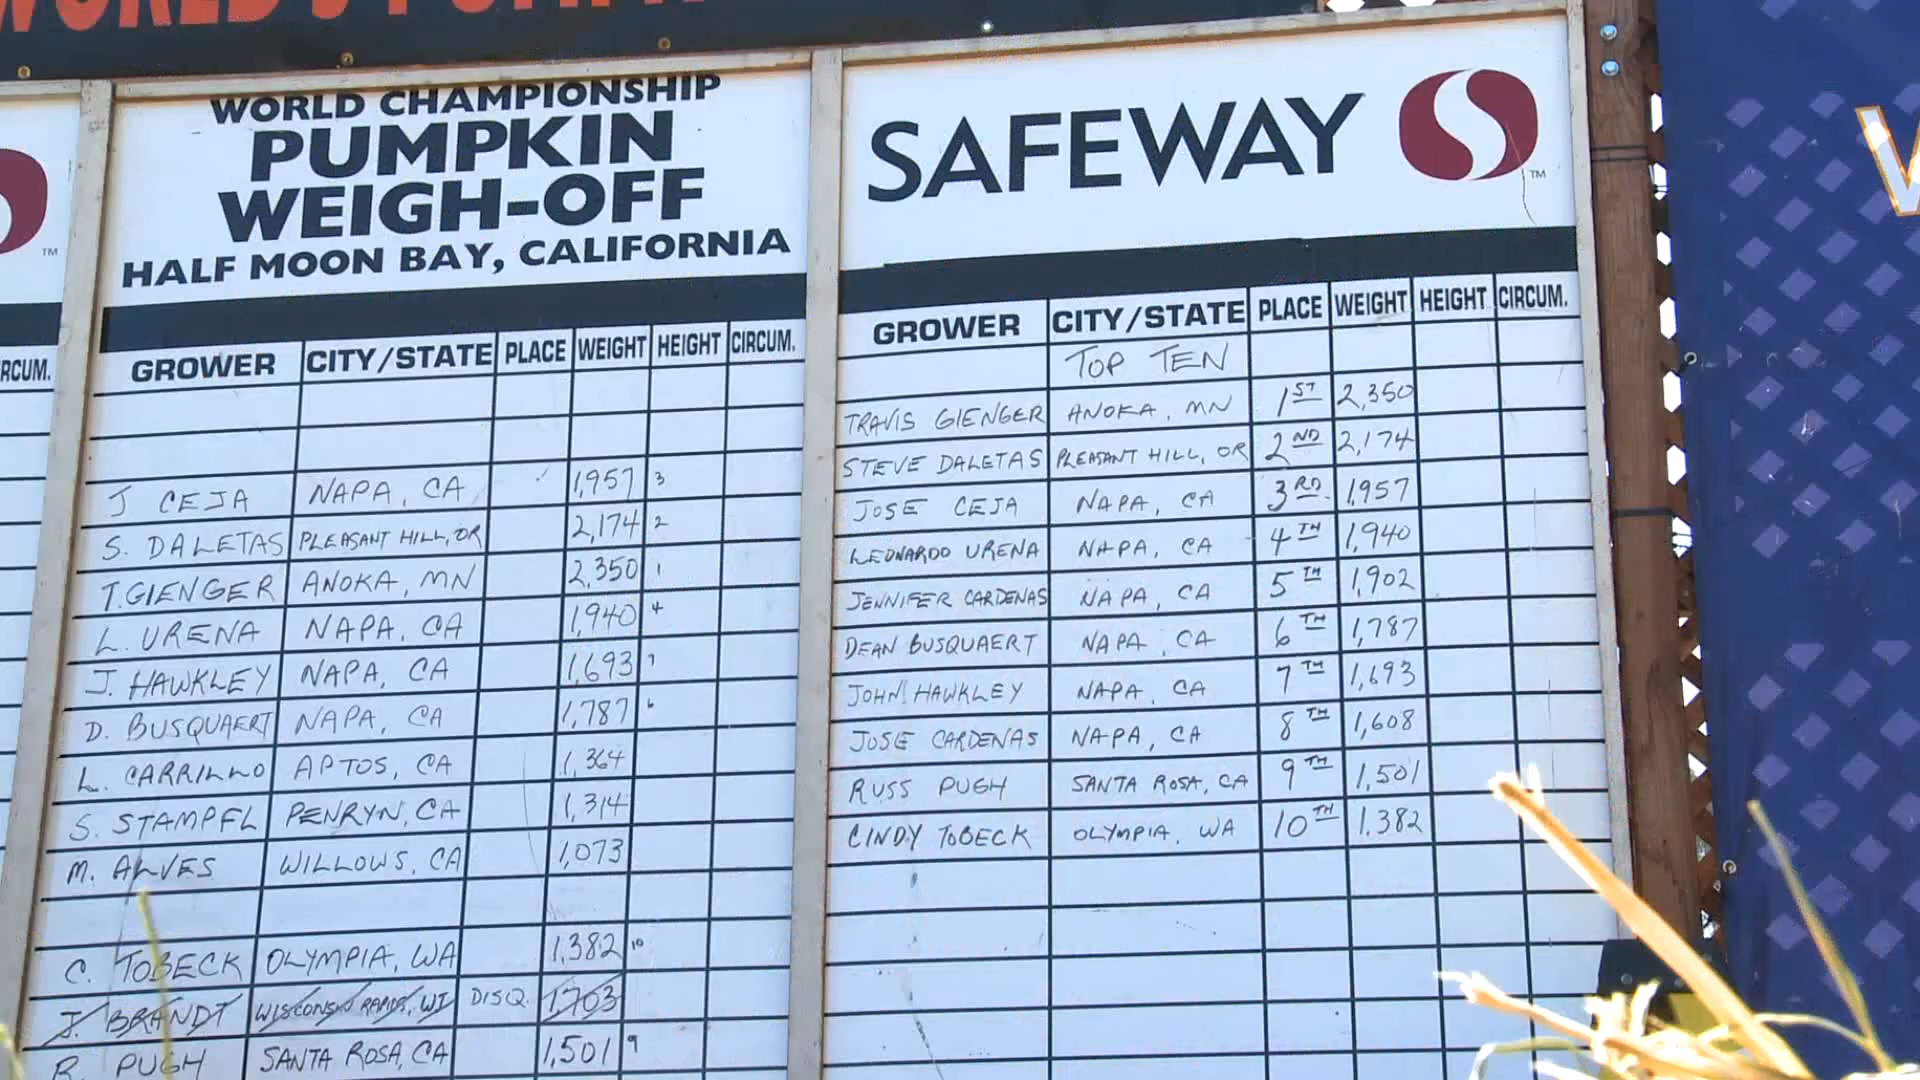 WORLD CHAMPIONSHIP
PUMPKIN
WEIGH-OFF
HALF MOON BAY, CALIFORNIA
GROWER CITY/STATE PLACE WEIGHT HEIGHT CIRCUM.
J CEJA NAPA, CA 1,957 3
S. DALETAS PLEASANT HILL, OR 2,174 2
T. GIENGER ANOKA, MN 2,350 1
L. URENA NAPA, CA 1,940 4
J. HAWKLEY NAPA, CA 1,693 7
D. BUSQUAERT NAPA, CA 1,787 6
L. CARRILLO APTOS, CA 1,364
S. STAMPFL PENRYN, CA 1,314
M. ALVES WILLOWS, CA 1,073
C. TOBECK OLYMPIA, WA 1,382 10
J. BRANDT WISCONSIN RAPIDS, WI DISQ. 1,703
R. PUGH SANTA ROSA, CA 1,501 9
TM
RCUM.
SAFEWAY
TM
GROWER CITY/STATE PLACE WEIGHT HEIGHT CIRCUM.
TOP TEN
TRAVIS GIENGER ANOKA, MN 1ST 2,350
STEVE DALETAS PLEASANT HILL, OR 2ND 2,174
JOSE CEJA NAPA, CA 3RD 1,957
LEONARDO URENA NAPA, CA 4TH 1,940
JENNIFER CARDENAS NAPA, CA 5TH 1,902
DEAN BUSQUAERT NAPA, CA 6TH 1,787
JOHN HAWKLEY NAPA, CA 7TH 1,693
JOSE CARDENAS NAPA, CA 8TH 1,608
RUSS PUGH SANTA ROSA, CA 9TH 1,501
CINDY TOBECK OLYMPIA, WA 10TH 1,382